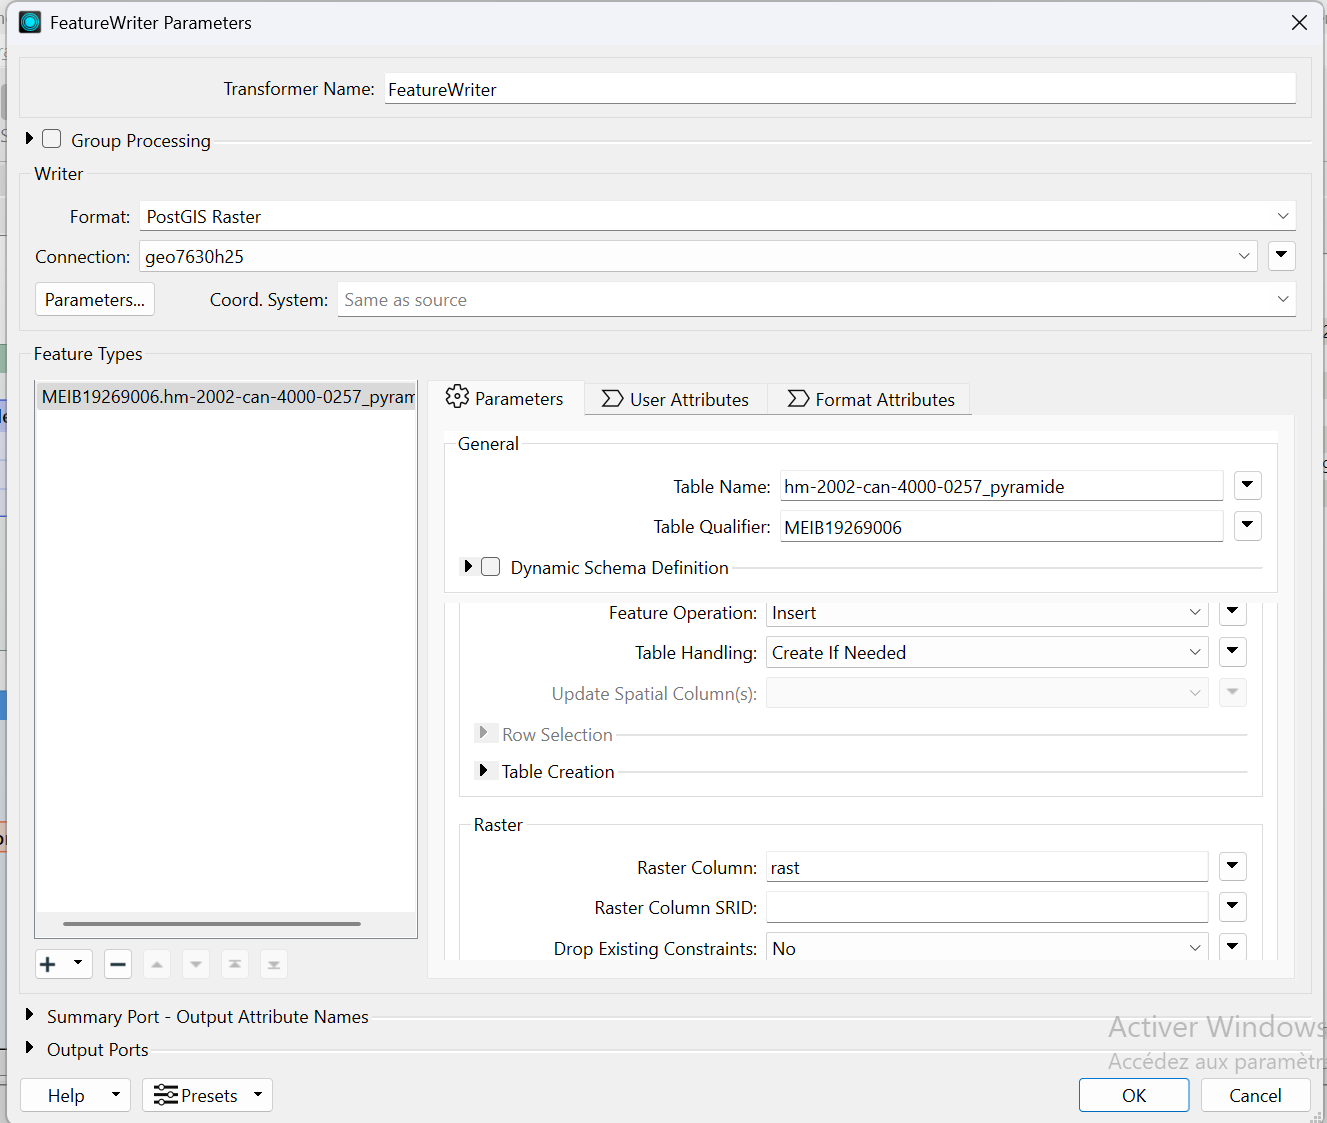 FeatureWriter Parameters
Transformer Name: FeatureWriter
Group Processing
Writer
Format: PostGIS Raster
Connection: geo7630h25
Parameters... Coord. System: Same as source
Feature Types
MEIB19269006.hm-2002-can-4000-0257_pyram
Parameters User Attributes Format Attributes
General
Table Name: hm-2002-can-4000-0257_pyramide
Table Qualifier: MEIB19269006
Dynamic Schema Definition
Feature Operation: Insert
Table Handling: Create If Needed
Update Spatial Column(s):
Row Selection
Table Creation
Raster
Raster Column: rast
Raster Column SRID:
Drop Existing Constraints: No
Summary Port - Output Attribute Names
Output Ports
Activer Windows
Accédez aux paramètr
Help Presets OK Cancel